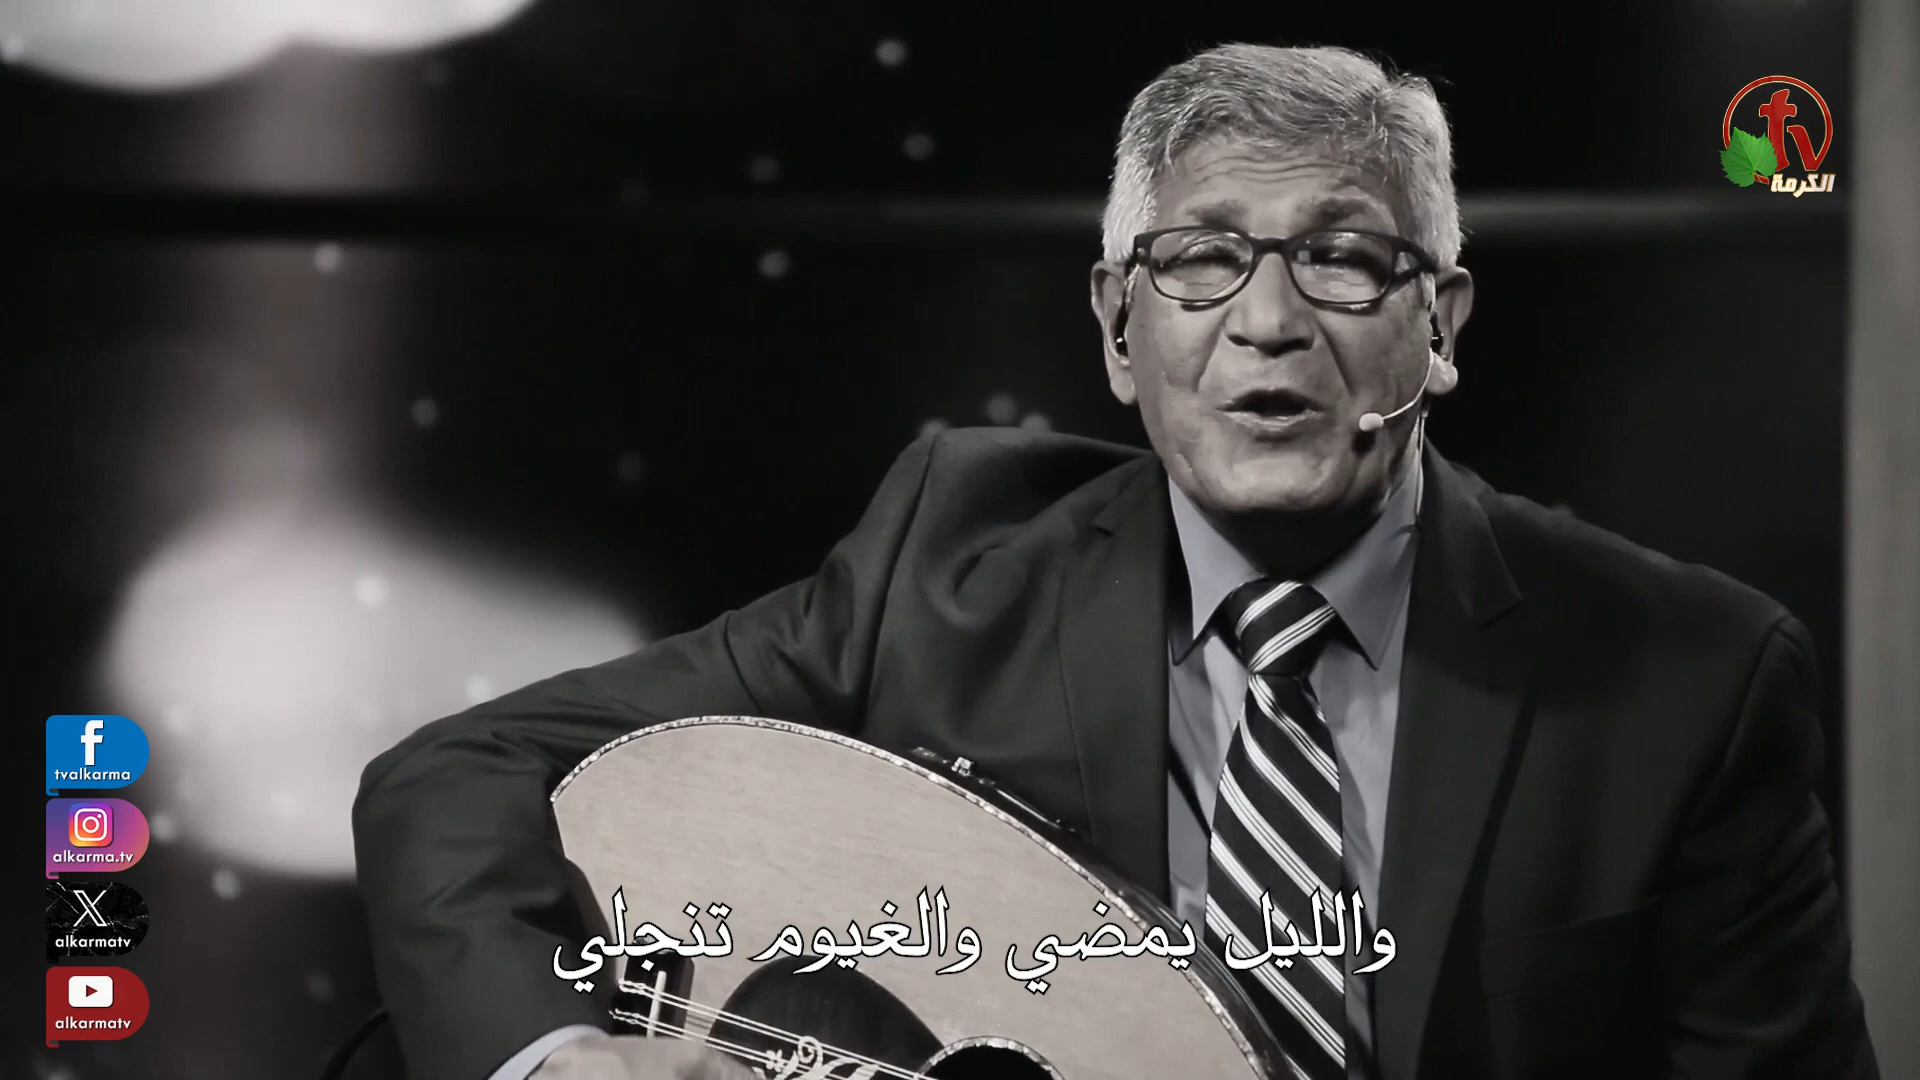 tv
الكرمة
tvalkarma
alkarma.tv
alkarmatv
alkarmatv
والليل يمضي والغيوم تنجلي